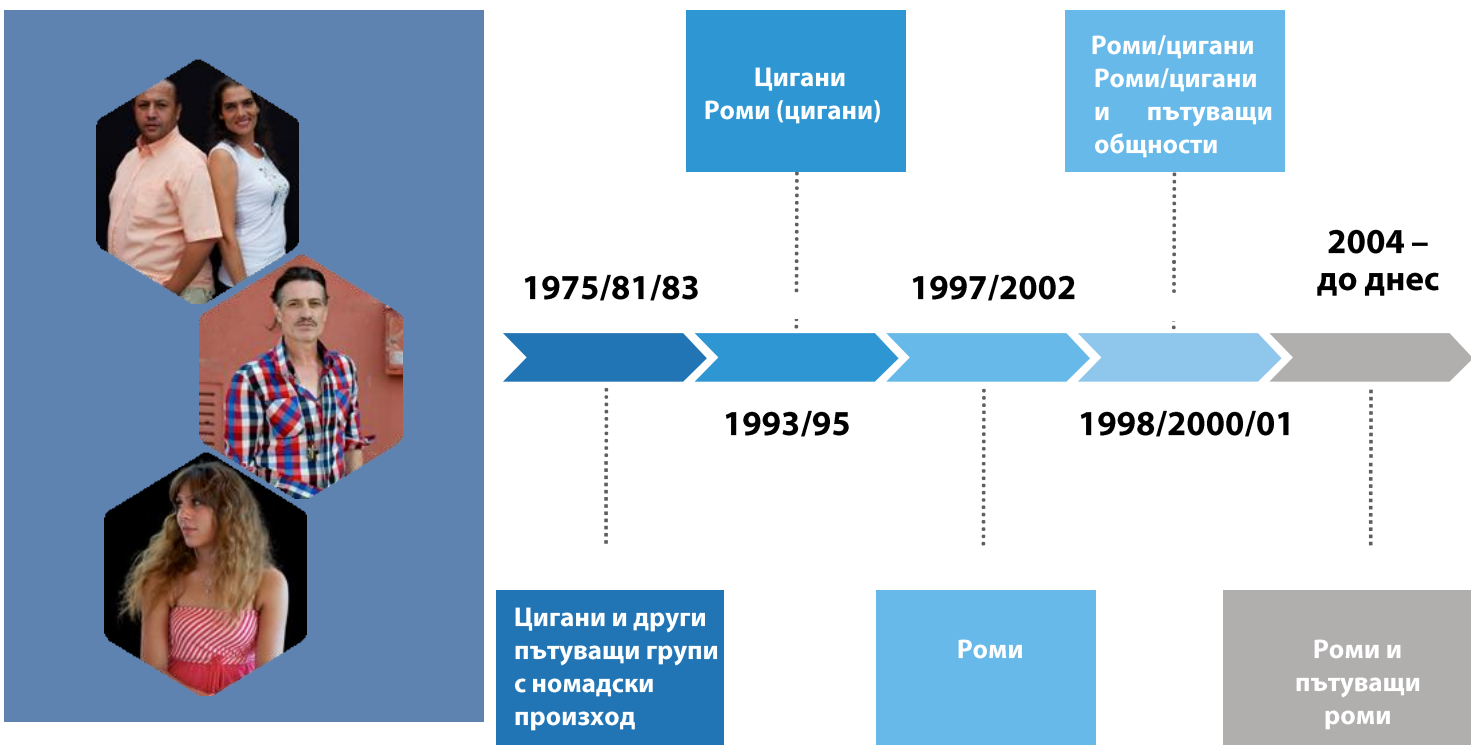 Цигани
Роми (цигани)
Роми/цигани
Роми/цигани
и пътуващи
общности
1975/81/83
1997/2002
2004 –
до днес
1993/95
1998/2000/01
Цигани и други
пътуващи групи
с номадски
произход
Роми
Роми и
пътуващи
роми